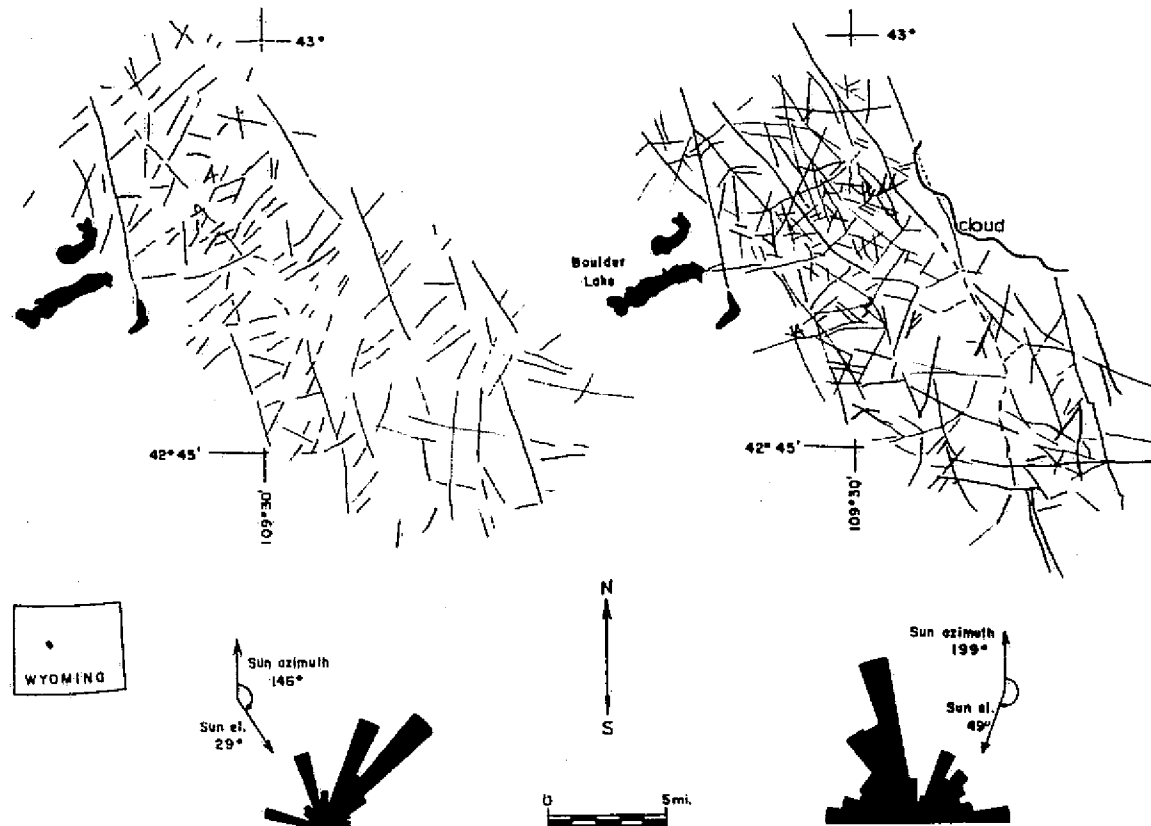 43°
43°
cloud
Boulder
Lake
42° 45'
109°30'
42° 45'
109°30'
N
S
WYOMING
Sun azimuth
146°
Sun el.
29°
Sun azimuth
199°
Sun el.
49°
0
5mi.